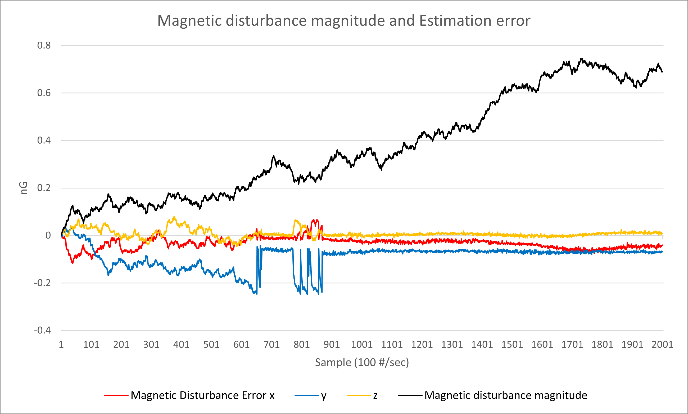 Magnetic disturbance magnitude and Estimation error
0.8
0.6
0.4
0.2
0
-0.2
-0.4
nG
1 101 201 301 401 501 601 701 801 901 1001 1101 1201 1301 1401 1501 1601 1701 1801 1901 2001
Sample (100 #/sec)
Magnetic Disturbance Error x y z Magnetic disturbance magnitude